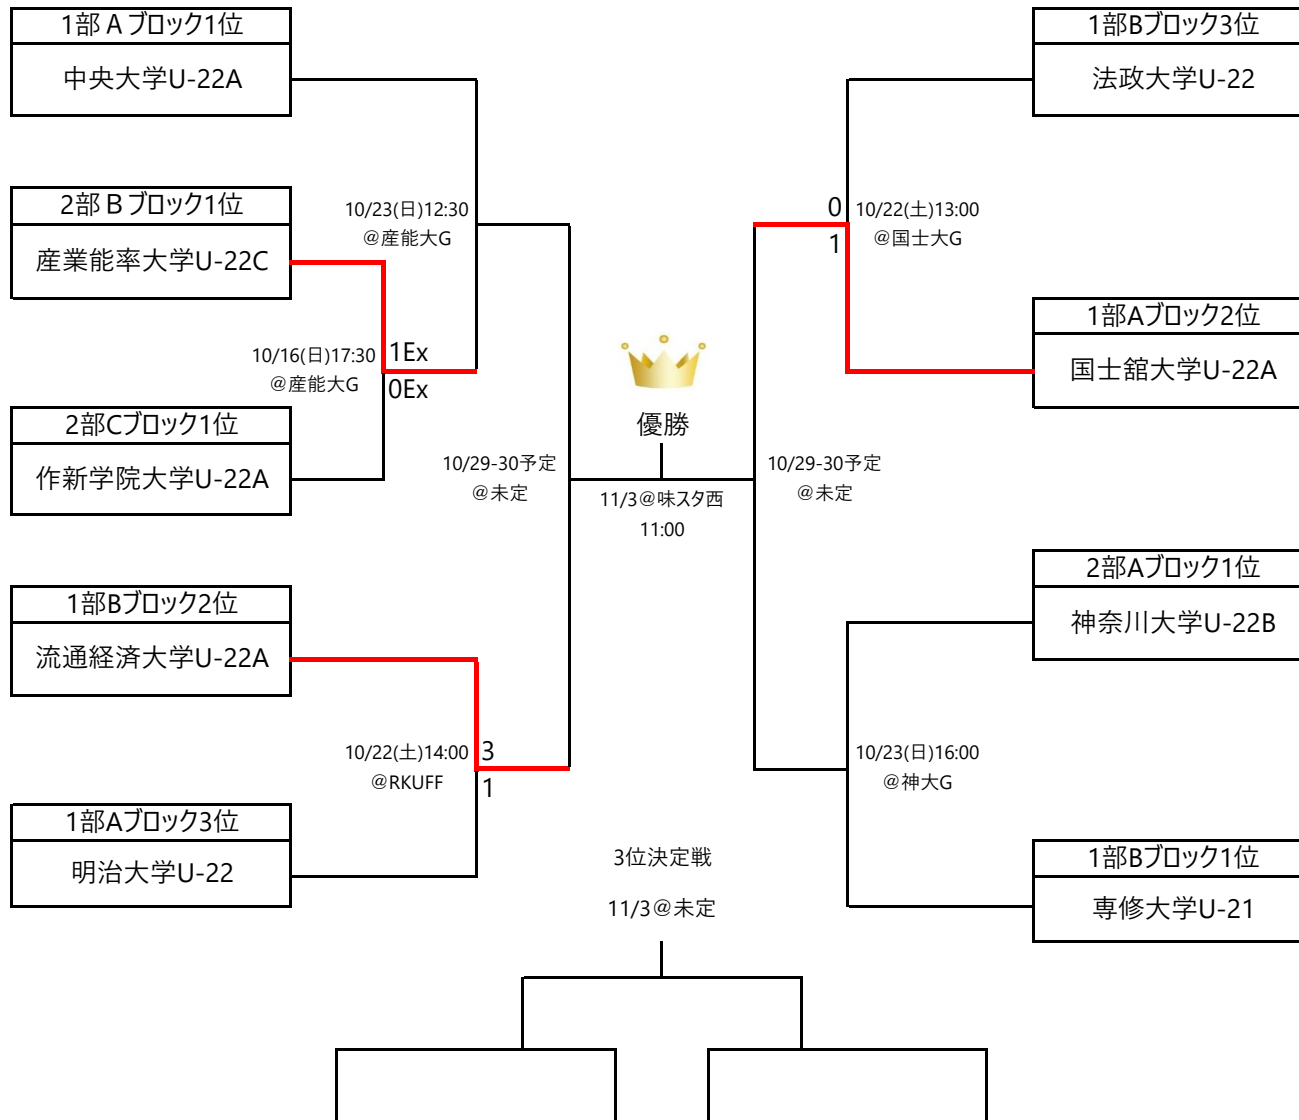 1部Ａブロック1位
中央大学U-22A
2部Ｂブロック1位
産業能率大学U-22C
10/23(日)12:30
@産能大G
10/16(日)17:30
@産能大G
1Ex
0Ex
2部Cブロック1位
作新学院大学U-22A
10/29-30予定
@未定
1部Bブロック2位
流通経済大学U-22A
10/22(土)14:00
@RKUFF
3
1
1部Aブロック3位
明治大学U-22
優勝
11/3@味スタ西
11:00
1部Bブロック3位
法政大学U-22
0
1
10/22(土)13:00
@国士大G
1部Aブロック2位
国士舘大学U-22A
10/29-30予定
@未定
2部Aブロック1位
神奈川大学U-22B
10/23(日)16:00
@神大G
1部Bブロック1位
専修大学U-21
3位決定戦
11/3@未定